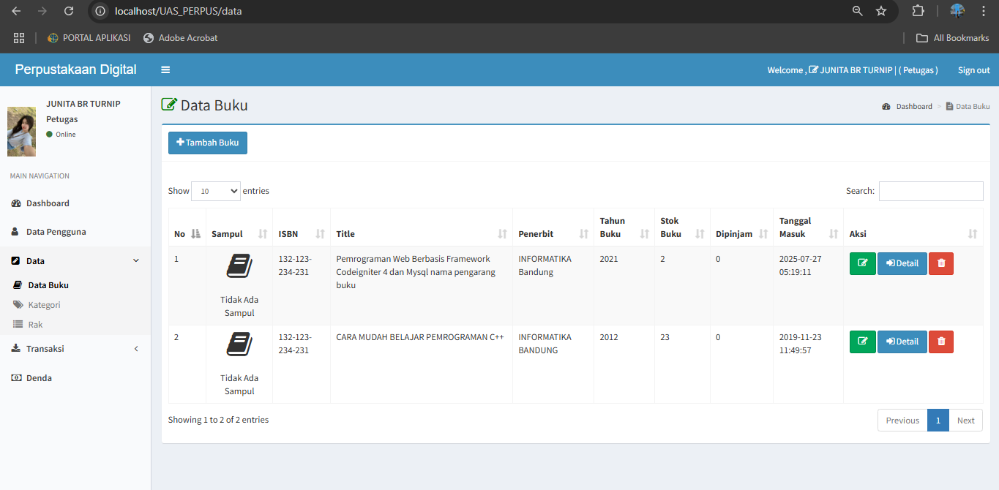 localhost/UAS_PERPUS/data
PORTAL APLIKASI
Adobe Acrobat
All Bookmarks
Perpustakaan Digital
Welcome , JUNITA BR TURNIP | ( Petugas )
Sign out
JUNITA BR TURNIP
Petugas
Online
MAIN NAVIGATION
Dashboard
Data Pengguna
Data
Data Buku
Kategori
Rak
Transaksi
Denda
Data Buku
Dashboard > Data Buku
Tambah Buku
Show 10 entries
Search:
No Sampul ISBN Title Penerbit Tahun Buku Stok Buku Dipinjam Tanggal Masuk Aksi
1
Tidak Ada
Sampul
132-123-
234-231
Pemrograman Web Berbasis Framework
Codeigniter 4 dan Mysql nama pengarang
buku
INFORMATIKA
Bandung
2021
2
0
2025-07-27
05:19:11
Detail
2
Tidak Ada
Sampul
132-123-
234-231
CARA MUDAH BELAJAR PEMROGRAMAN C++
INFORMATIKA
BANDUNG
2012
23
0
2019-11-23
11:49:57
Detail
Showing 1 to 2 of 2 entries
Previous 1 Next